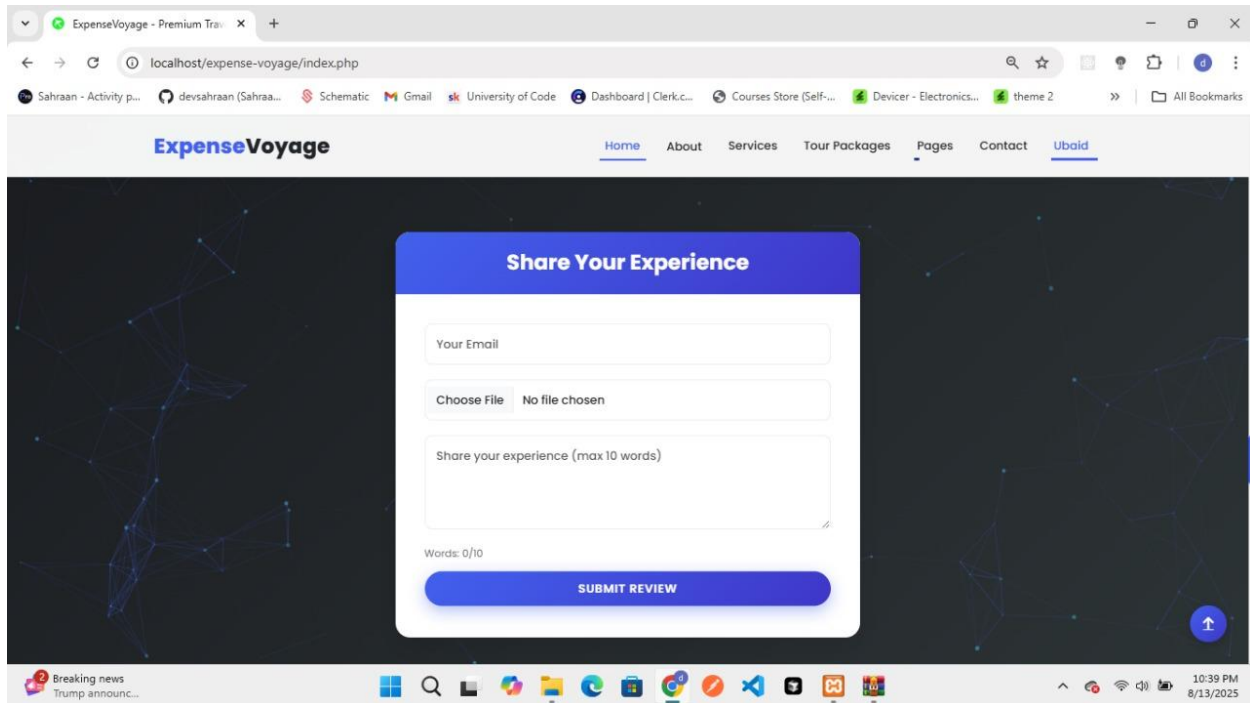 ExpenseVoyage - Premium Trav
localhost/expense-voyage/index.php
Sahraan - Activity p... devsahraan (Sahraa... Schematic Gmail University of Code Dashboard | Clerk.c... Courses Store (Self-... Devicer - Electronics... theme 2 » All Bookmarks
ExpenseVoyage Home About Services Tour Packages Pages Contact Ubaid
Share Your Experience
Your Email
Choose File No file chosen
Share your experience (max 10 words)
Words: 0/10
SUBMIT REVIEW
2 Breaking news
Trump announc...
10:39 PM
8/13/2025